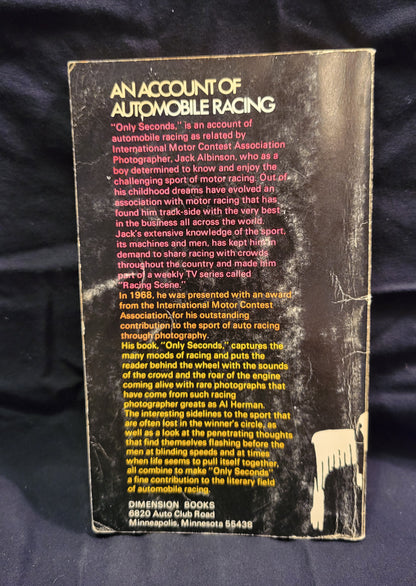 AN ACCOUNT OF
AUTOMOBILE RACING
"Only Seconds," is an account of
automobile racing as related by
International Motor Contest Association
Photographer, Jack Albinson, who as a
boy determined to know and enjoy the
challenging sport of motor racing. Out of
his childhood dreams have evolved an
association with motor racing that has
found him track-side with the very best
in the business all across the world.
Jack's extensive knowledge of the sport,
its machines and men, has kept him in
demand to share racing with crowds
throughout the country and made him
part of a weekly TV series called
"Racing Scene."
In 1968, he was presented with an award
from the International Motor Contest
Association, for his outstanding
contribution to the sport of auto racing
through photography.
His book, "Only Seconds," captures the
many moods of racing and puts the
reader behind the wheel with the sounds
of the crowd and the roar of the engine
coming alive with rare photographs that
have come from such racing
photographer greats as Al Herman.
The interesting sidelines to the sport that
are often lost in the winner's circle, as
well as a look at the penetrating thoughts
that find themselves flashing before the
men at blinding speeds and at times
when life seems to pull itself together,
all combine to make "Only Seconds"
a fine contribution to the literary field
of automobile racing.
DIMENSION BOOKS
6820 Auto Club Road
Minneapolis, Minnesota 55438